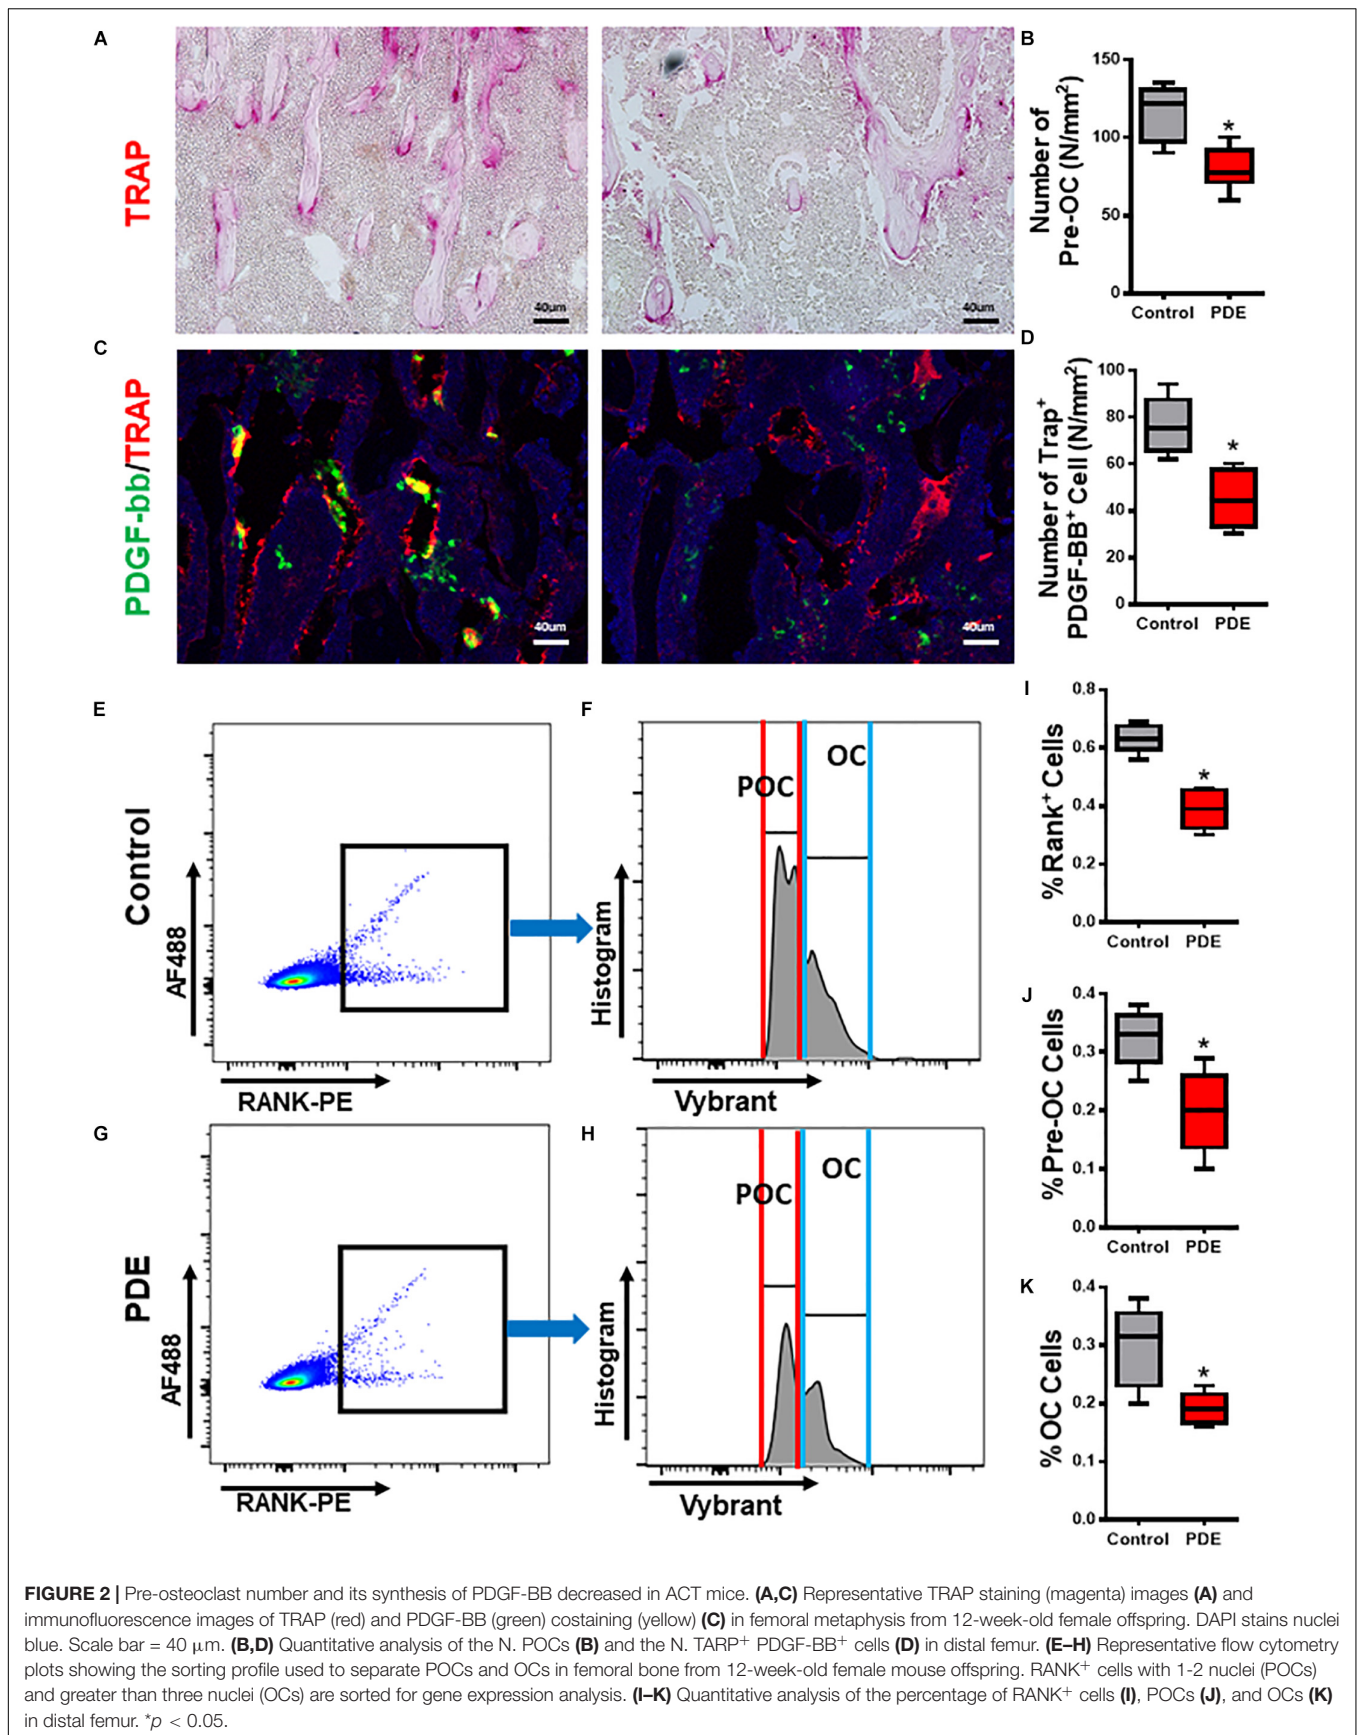 A
TRAP
40um
40um
B
Number of
Pre-OC (N/mm²)
150
100
50
0
*
Control PDE
C
PDGF-bb/TRAP
40um
40um
D
Number of Trap⁺
PDGF-BB⁺ Cell (N/mm²)
100
80
60
40
20
0
*
Control PDE
E
Control
AF488
RANK-PE
F
POC
OC
Histogram
Vybrant
G
PDE
AF488
RANK-PE
H
POC
OC
Histogram
Vybrant
I
%Rank⁺ Cells
0.8
0.6
0.4
0.2
0.0
*
Control PDE
J
%Pre-OC Cells
0.4
0.3
0.2
0.1
0.0
*
Control PDE
K
%OC Cells
0.4
0.3
0.2
0.1
0.0
*
Control PDE
FIGURE 2 | Pre-osteoclast number and its synthesis of PDGF-BB decreased in ACT mice. (A,C) Representative TRAP staining (magenta) images (A) and
immunofluorescence images of TRAP (red) and PDGF-BB (green) costaining (yellow) (C) in femoral metaphysis from 12-week-old female offspring. DAPI stains nuclei
blue. Scale bar = 40 μm. (B,D) Quantitative analysis of the N. POCs (B) and the N. TARP⁺ PDGF-BB⁺ cells (D) in distal femur. (E–H) Representative flow cytometry
plots showing the sorting profile used to separate POCs and OCs in femoral bone from 12-week-old female mouse offspring. RANK⁺ cells with 1-2 nuclei (POCs)
and greater than three nuclei (OCs) are sorted for gene expression analysis. (I–K) Quantitative analysis of the percentage of RANK⁺ cells (I), POCs (J), and OCs (K)
in distal femur. *p < 0.05.